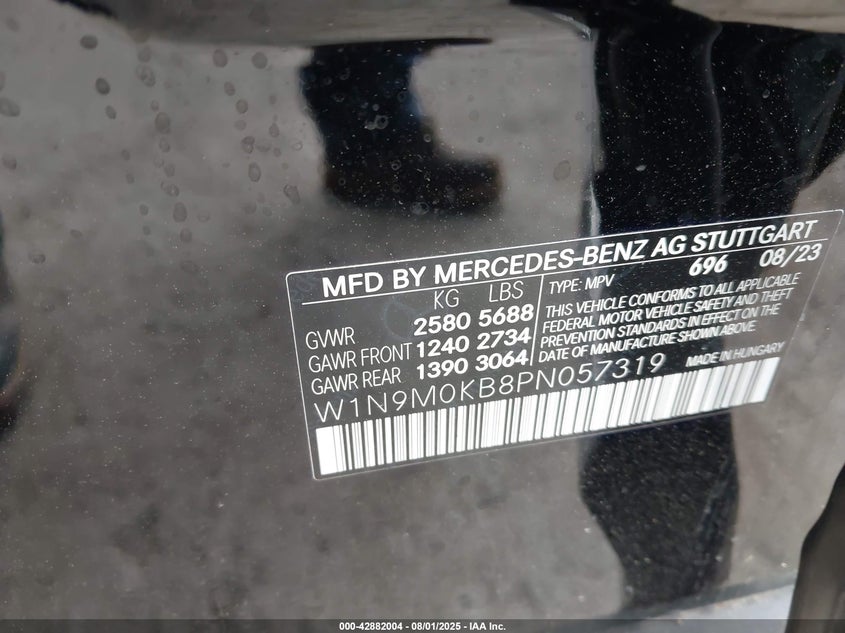 MFD BY MERCEDES-BENZ AG STUTTGART
KG LBS
GVWR 2580 5688
GAWR FRONT 1240 2734
GAWR REAR 1390 3064
696 08/23
TYPE: MPV
THIS VEHICLE CONFORMS TO ALL APPLICABLE
FEDERAL MOTOR VEHICLE SAFETY AND THEFT
PREVENTION STANDARDS IN EFFECT ON THE
DATE OF MANUFACTURE SHOWN ABOVE.
W1N9M0KB8PN057319 MADE IN HUNGARY
000-42882004 - 08/01/2025 - IAA Inc.